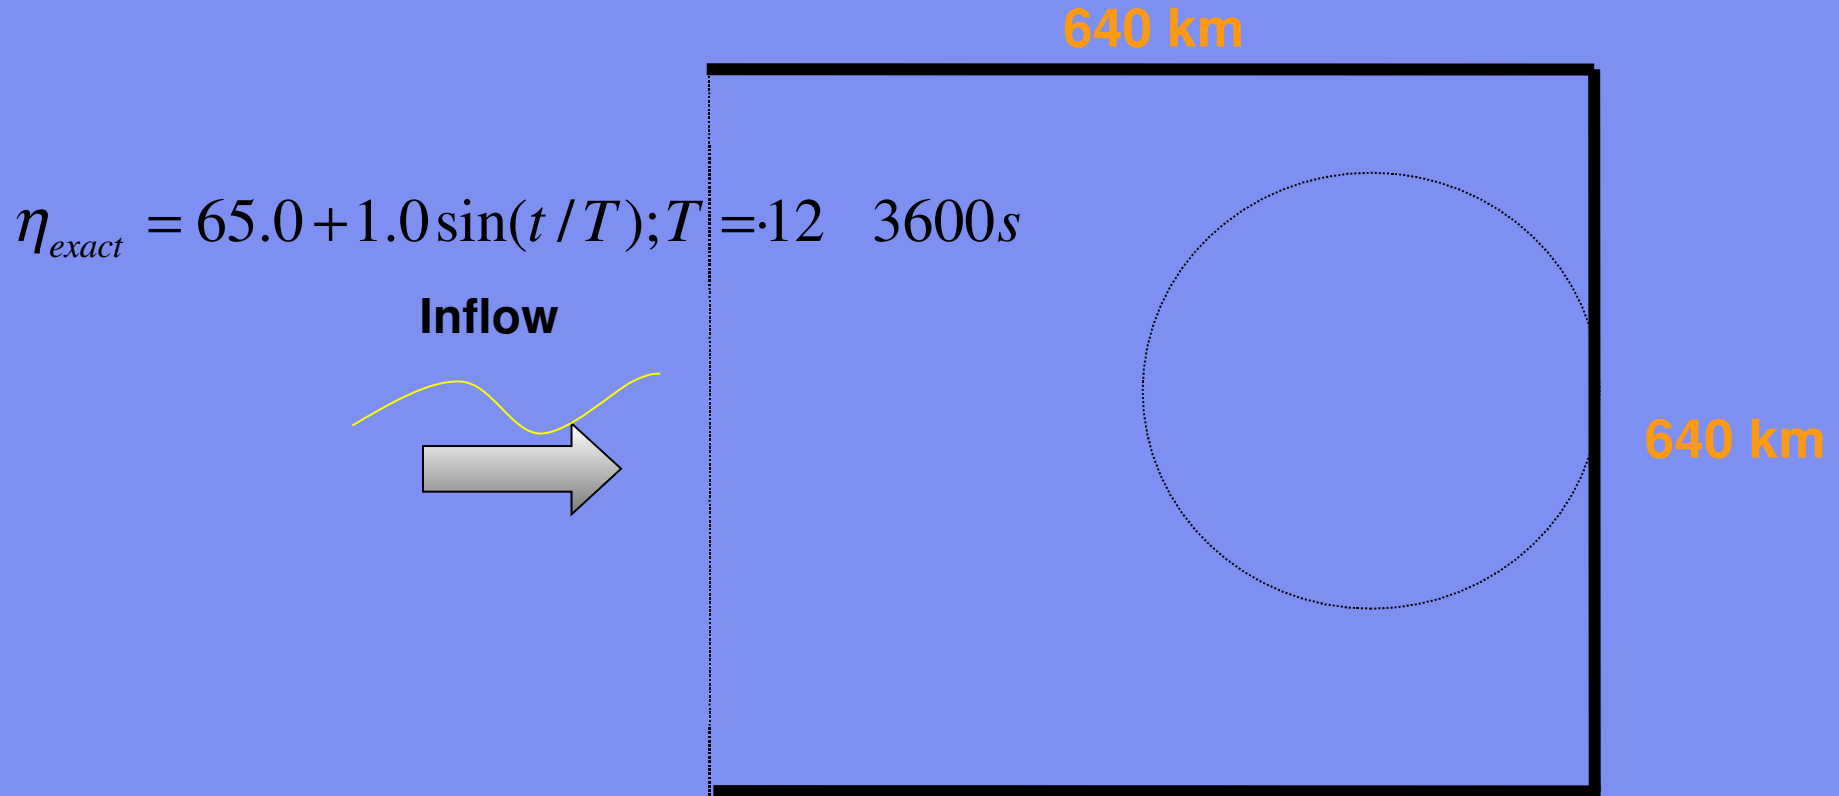 640 km
η_exact = 65.0 + 1.0 sin(t / T); T =·12 3600s
Inflow
640 km